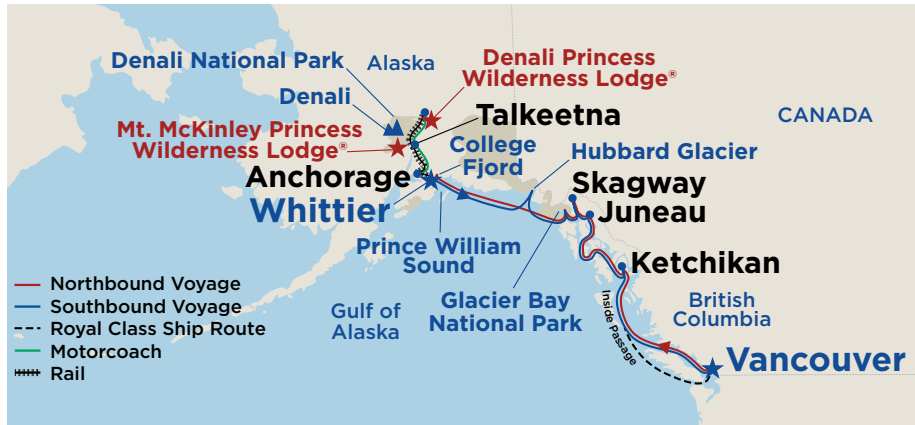 Denali National Park
Alaska
Denali Princess
Wilderness Lodge®
Denali
Talkeetna
CANADA
Mt. McKinley Princess
Wilderness Lodge®
College
Fjord
Hubbard Glacier
Anchorage
Skagway
Whittier
Juneau
Prince William
Sound
Ketchikan
Northbound Voyage
Southbound Voyage
Royal Class Ship Route
Motorcoach
Rail
Gulf of
Alaska
Glacier Bay
National Park
Inside Passage
British
Columbia
Vancouver